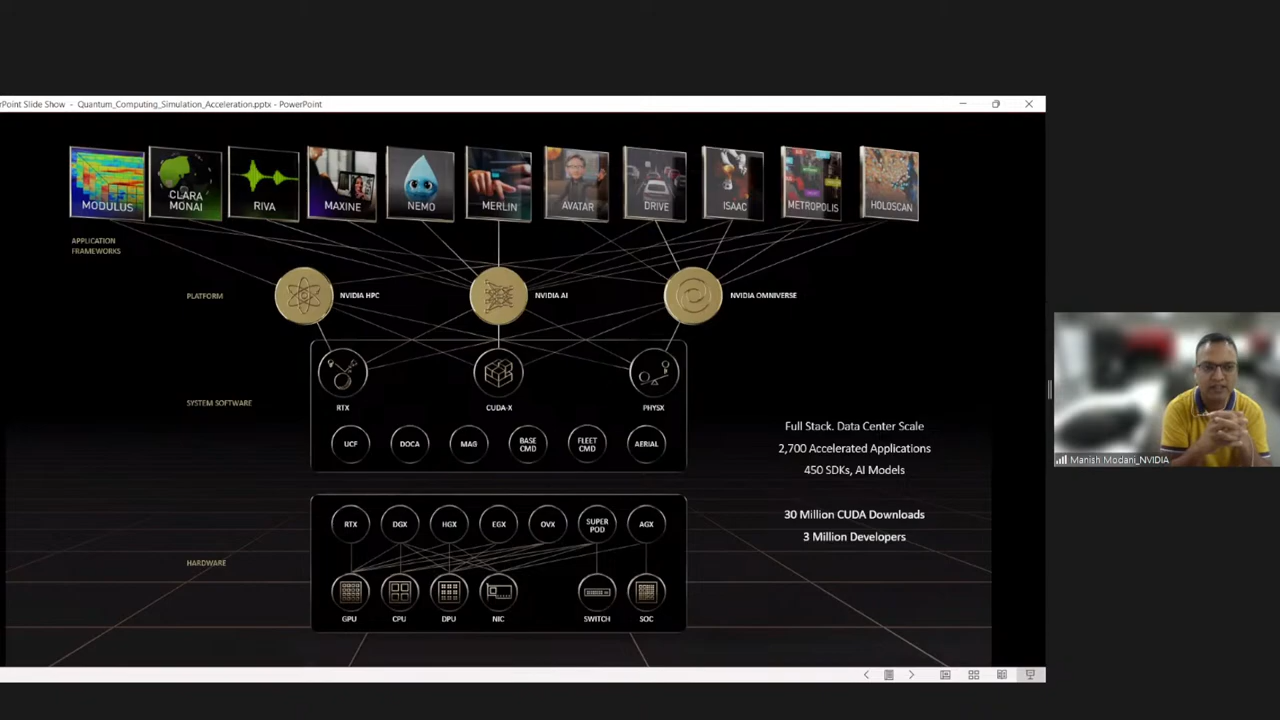 rPoint Slide Show - Quantum_Computing_Simulation_Acceleration.pptx - PowerPoint
MODULUS
CLARA
MONAI
RIVA
MAXINE
NEMO
MERLIN
AVATAR
DRIVE
ISAAC
METROPOLIS
HOLOSCAN
APPLICATION
FRAMEWORKS
PLATFORM
NVIDIA HPC
NVIDIA AI
NVIDIA OMNIVERSE
SYSTEM SOFTWARE
RTX
CUDA-X
PHYSX
UCF
DOCA
MAG
BASE
CMD
FLEET
CMD
AERIAL
Full Stack. Data Center Scale
2,700 Accelerated Applications
450 SDKs, AI Models
30 Million CUDA Downloads
3 Million Developers
HARDWARE
RTX
DGX
HGX
EGX
OVX
SUPER
POD
AGX
GPU
CPU
DPU
NIC
SWITCH
SOC
Manish Modani_NVIDIA